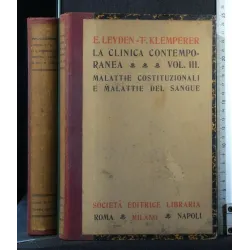 E. LEYDEN - F. KLEMPERER
LA CLINICA CONTEMPO-
RANEA VOL. III.
MALATTIE COSTITUZIONALI
E MALATTIE DEL SANGUE
SOCIETÀ EDITRICE LIBRARIA
ROMA MILANO NAPOLI